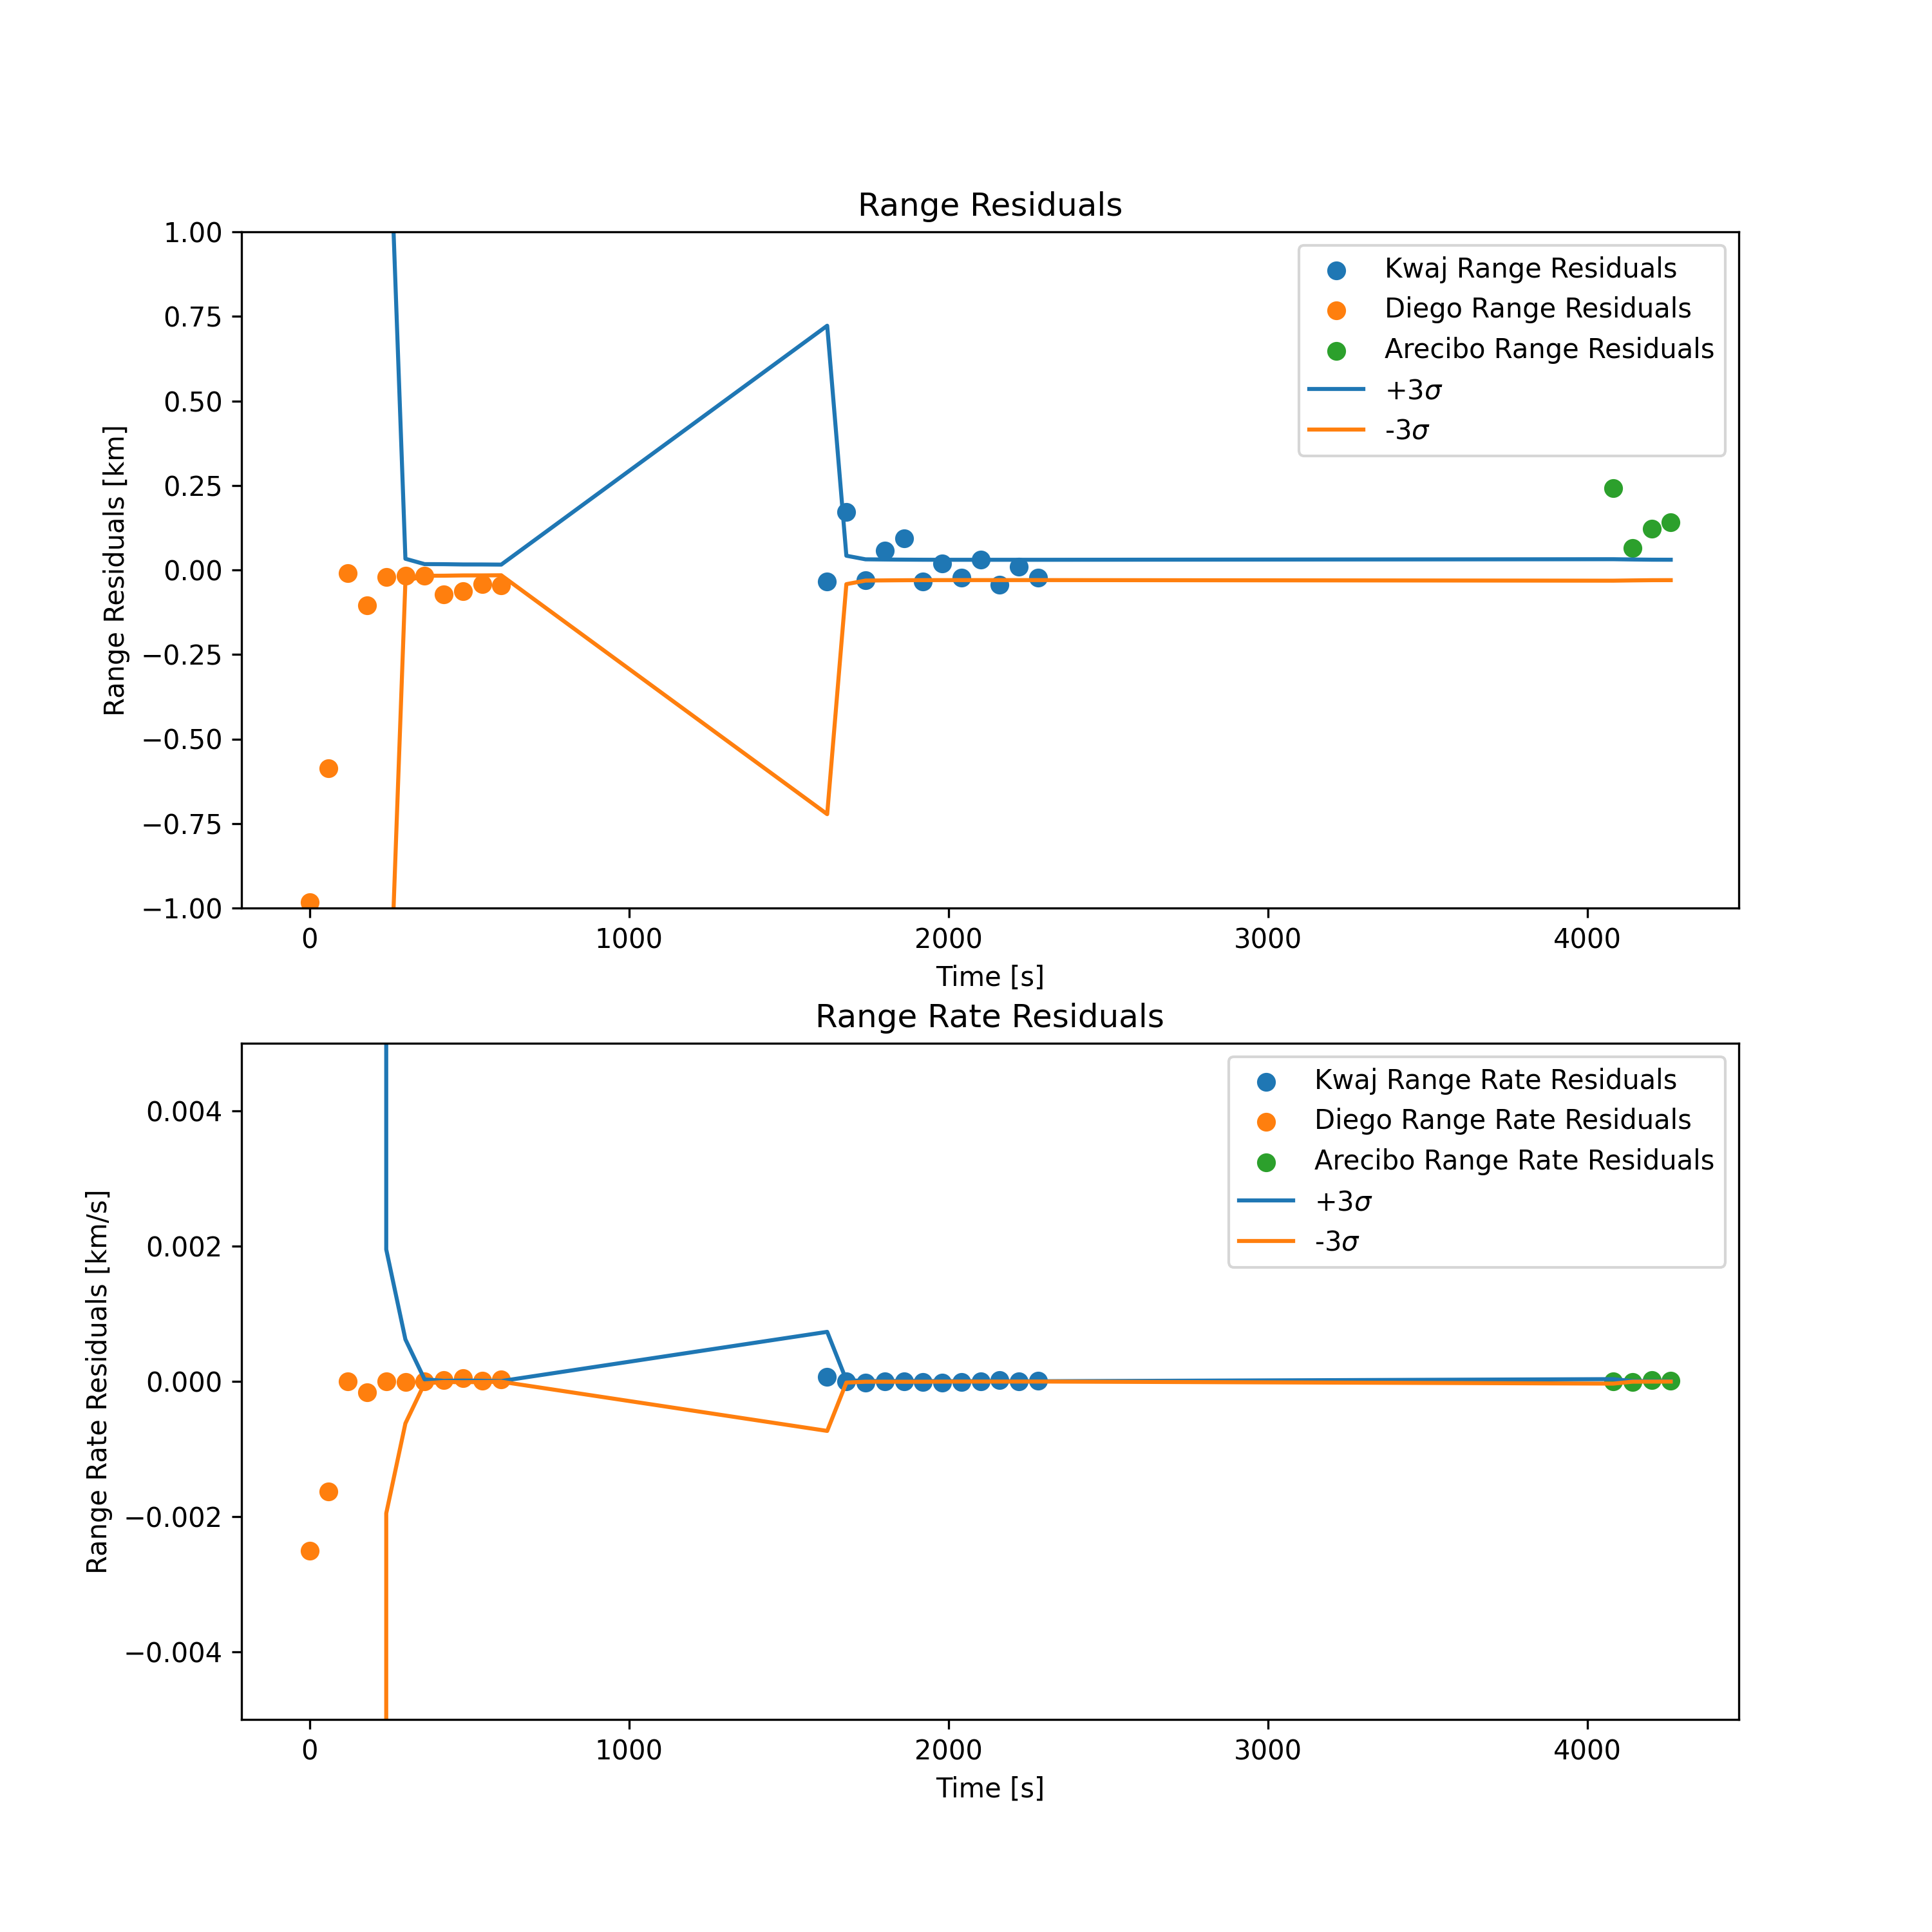 Range Residuals
1.00
0.75
0.50
0.25
0.00
−0.25
−0.50
−0.75
−1.00
Range Residuals [km]
Kwaj Range Residuals
Diego Range Residuals
Arecibo Range Residuals
+3σ
-3σ
0 1000 2000 3000 4000
Time [s]
Range Rate Residuals
0.004
0.002
0.000
−0.002
−0.004
Range Rate Residuals [km/s]
Kwaj Range Rate Residuals
Diego Range Rate Residuals
Arecibo Range Rate Residuals
+3σ
-3σ
0 1000 2000 3000 4000
Time [s]